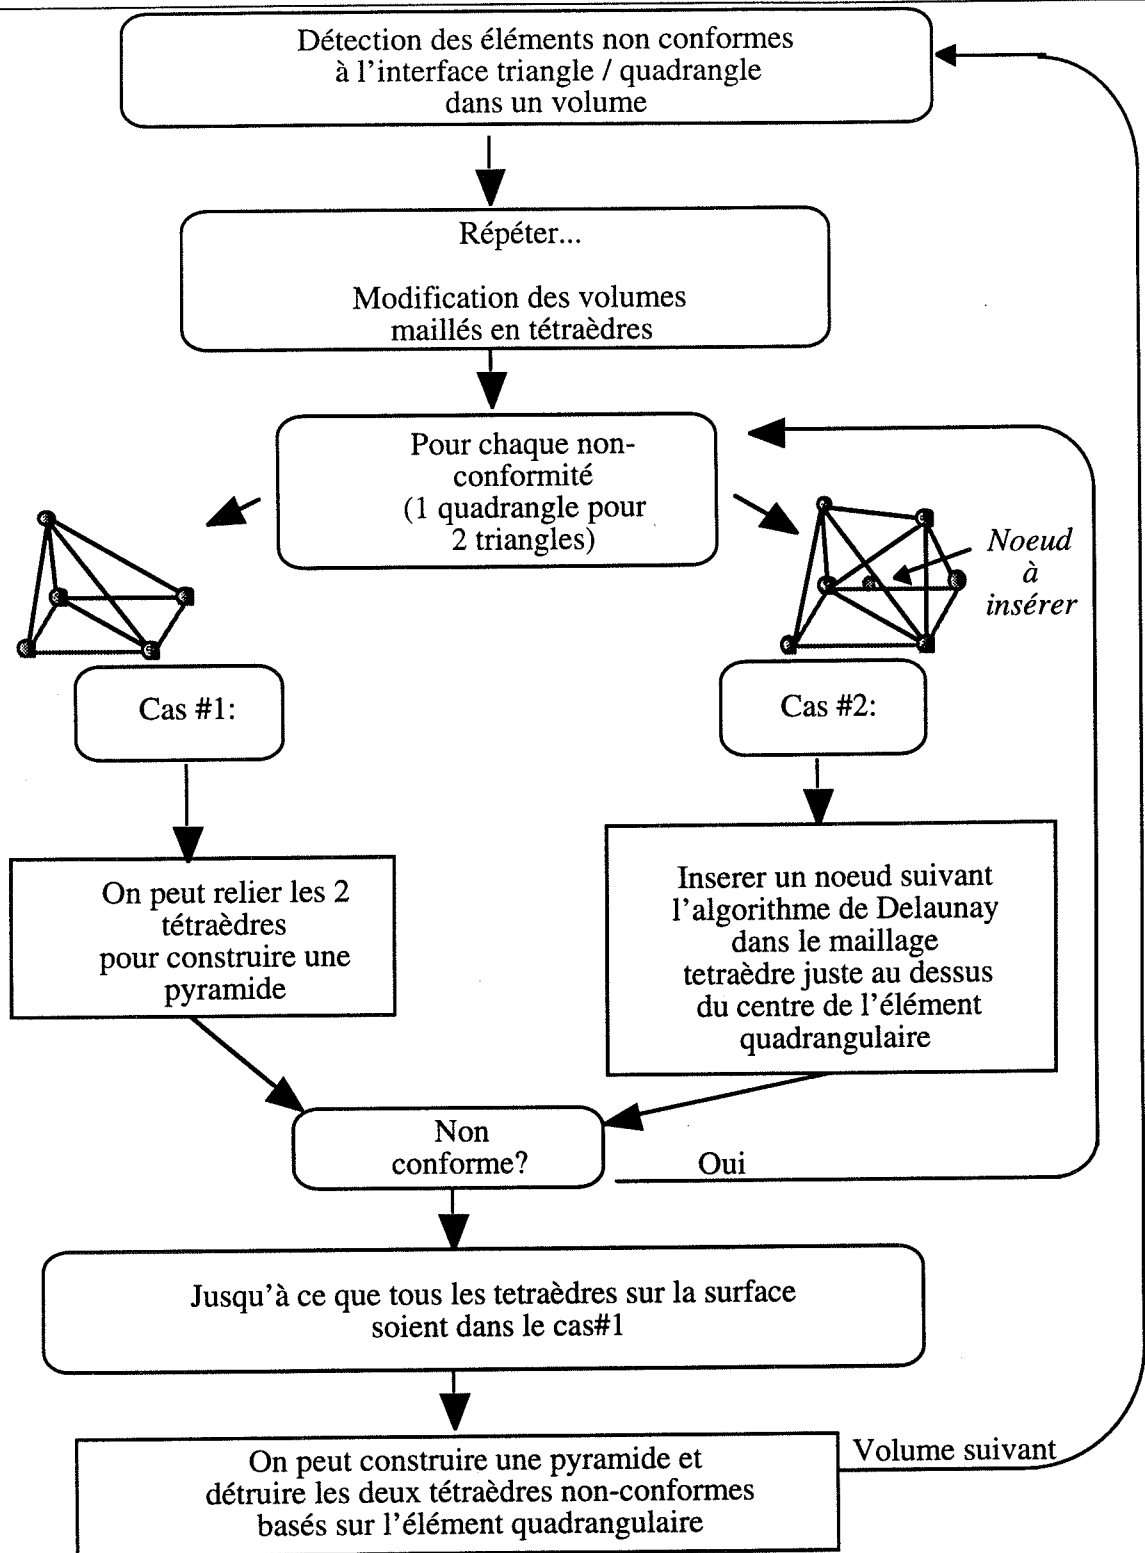 Détection des éléments non conformes
à l'interface triangle / quadrangle
dans un volume
Répéter...
Modification des volumes
maillés en tétraèdres
Pour chaque non-
conformité
(1 quadrangle pour
2 triangles)
Noeud
à
insérer
Cas #1:
Cas #2:
On peut relier les 2
tétraèdres
pour construire une
pyramide
Inserer un noeud suivant
l'algorithme de Delaunay
dans le maillage
tetraèdre juste au dessus
du centre de l'élément
quadrangulaire
Non
conforme?
Oui
Jusqu'à ce que tous les tetraèdres sur la surface
soient dans le cas#1
On peut construire une pyramide et
détruire les deux tétraèdres non-conformes
basés sur l'élément quadrangulaire
Volume suivant